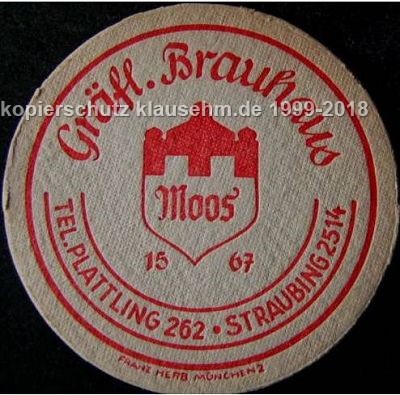 Gräfl. Brauhaus
kopierschutz klausehm.de 1999-2018
Moos
15 67
TEL. PLATTLING 262 • STRAUBING 2514
FRANZ HERB, MÜNCHEN 2